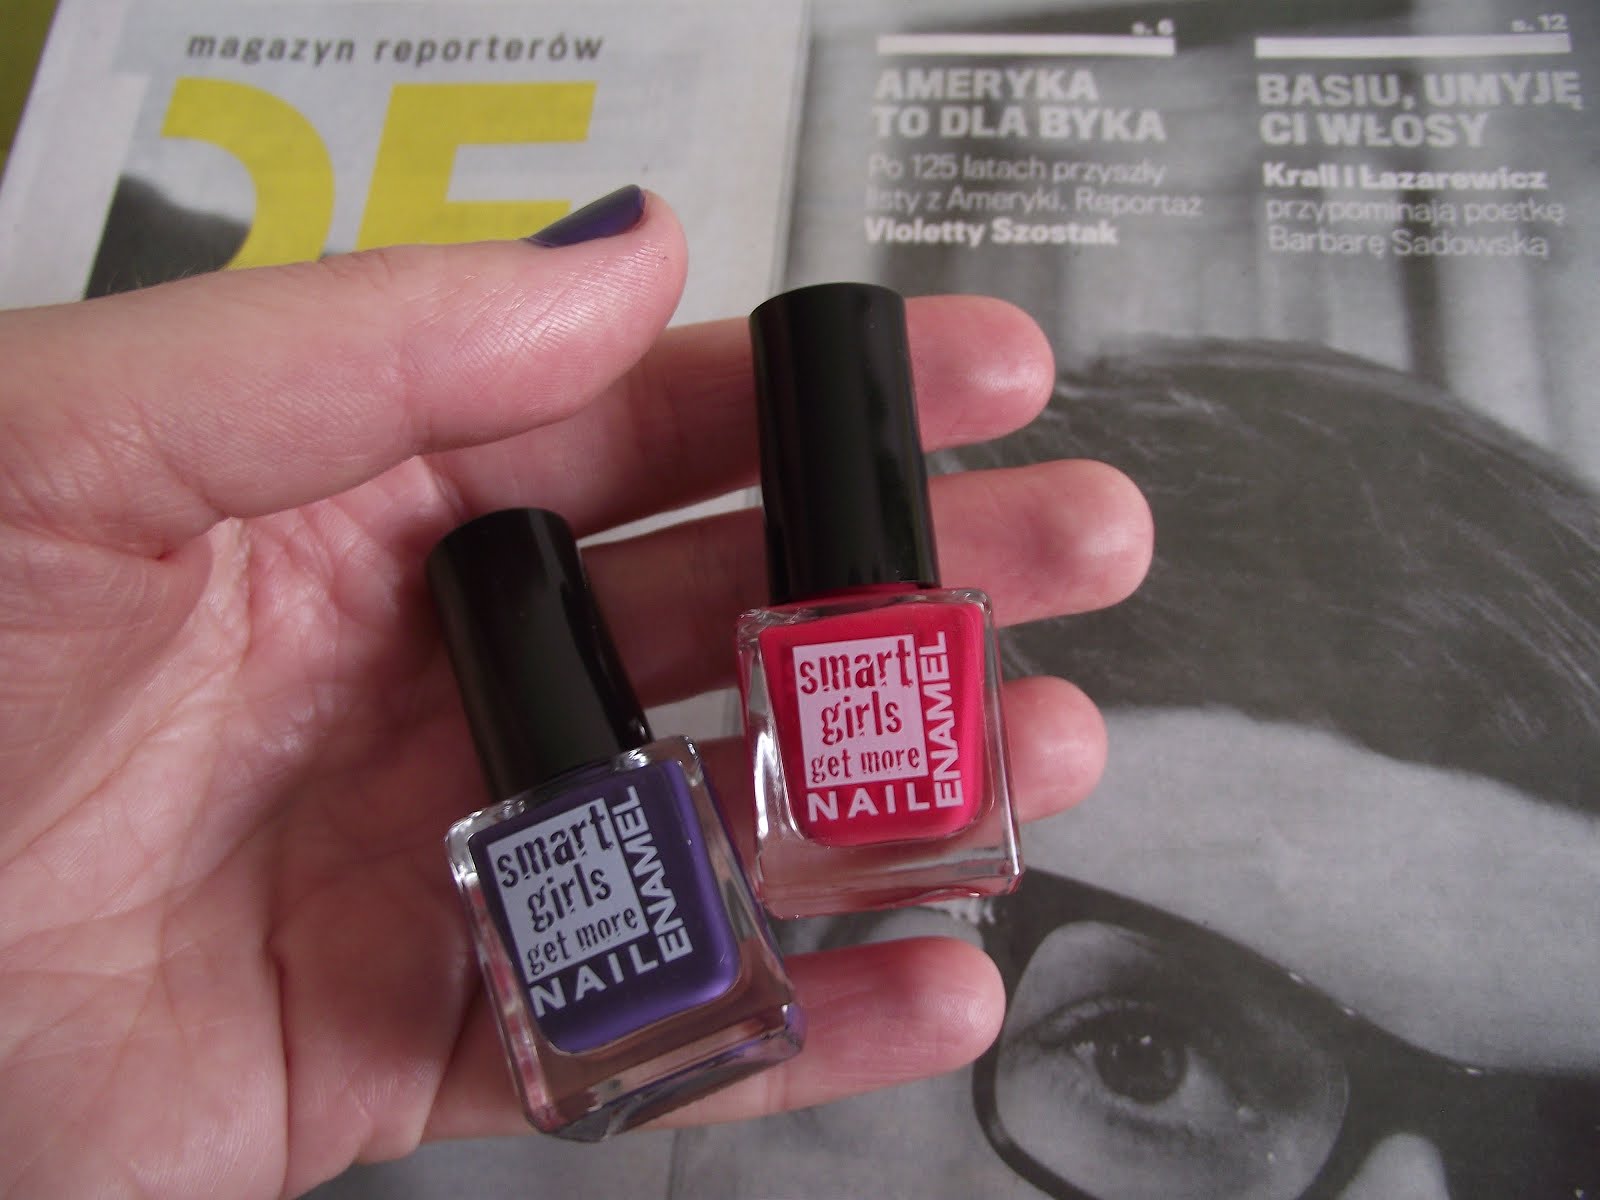 magazyn reporterów
s. 6
AMERYKA
TO DLA BYKA
Po 125 latach przyszły
listy z Ameryki. Reportaż
Violetty Szostak
s. 12
BASIU, UMYJĘ
CI WŁOSY
Krall i Łazarewicz
przypominają poetkę
Barbarę Sadowską
smart
girls
get more
NAIL
ENAMEL
smart
girls
get more
NAIL
ENAMEL